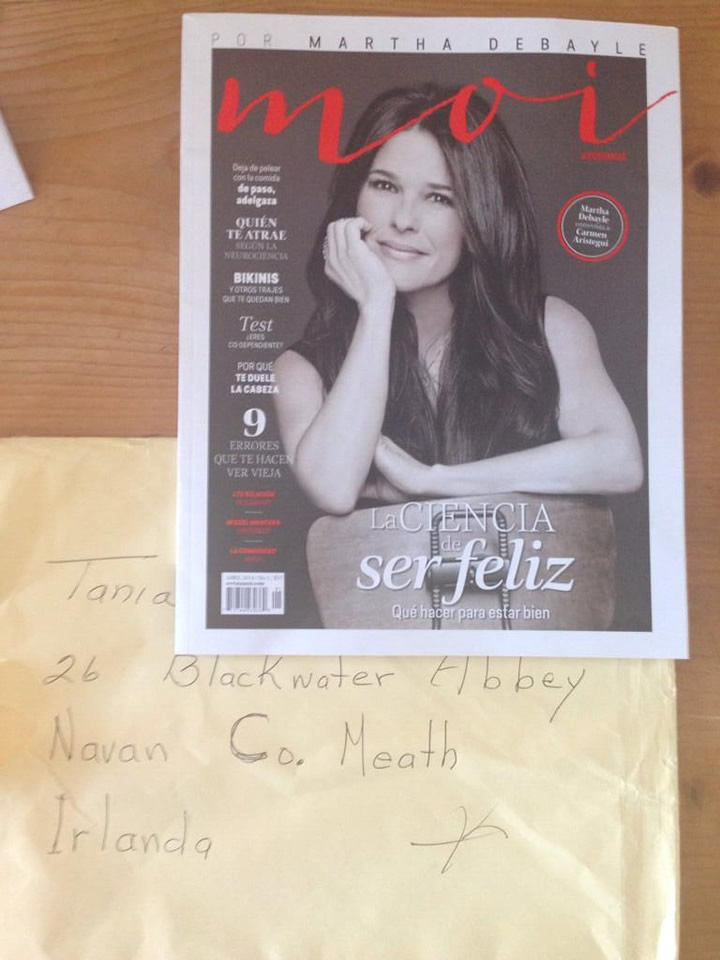 POR MARTHA DEBAYLE
moi
Deja de pelear
con la comida
de paso,
adelgaza
QUIÉN
TE ATRAE
SEGÚN LA
NEUROCIENCIA
BIKINIS
Y OTROS TRAJES
QUE TE QUEDAN BIEN
Test
¿ERES
CO-DEPENDIENTE?
POR QUÉ
TE DUELE
LA CABEZA
9
ERRORES
QUE TE HACEN
VER VIEJA
Martha
Debayle
entrevista a
Carmen
Aristegui
La CIENCIA
de
ser feliz
Qué hacer para estar bien
Tania
26 Blackwater Abbey
Navan Co. Meath
Irlanda